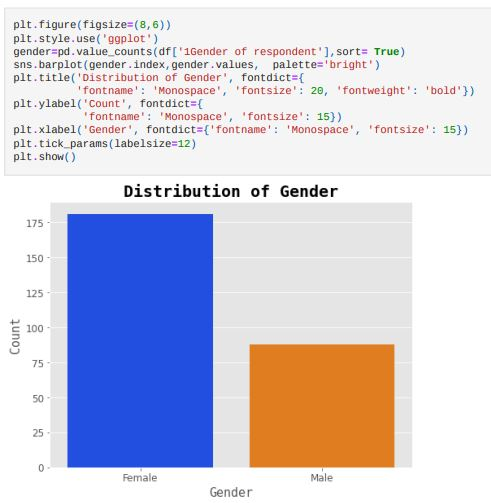 plt.figure(figsize=(8,6))
plt.style.use('ggplot')
gender=pd.value_counts(df['1Gender of respondent'],sort= True)
sns.barplot(gender.index,gender.values,  palette='bright')
plt.title('Distribution of Gender', fontdict={
          'fontname': 'Monospace', 'fontsize': 20, 'fontweight': 'bold'})
plt.ylabel('Count', fontdict={
           'fontname': 'Monospace', 'fontsize': 15})
plt.xlabel('Gender', fontdict={'fontname': 'Monospace', 'fontsize': 15})
plt.tick_params(labelsize=12)
plt.show()
Distribution of Gender
175
150
125
100
75
50
25
0
Count
Female Male
Gender